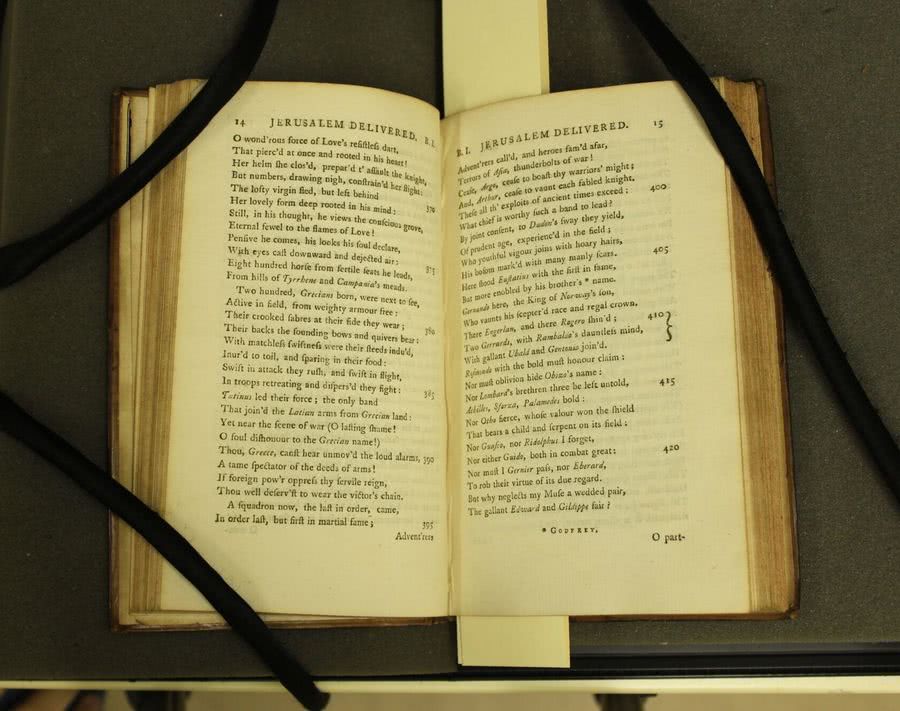 14 JERUSALEM DELIVERED. B. I.
O wond'rous force of Love's reſiſtleſs dart,
That pierc'd at once and rooted in his heart!
Her helm ſhe clos'd, prepar'd t' aſſault the knight,
But numbers, drawing nigh, conſtrain'd her flight:
The lofty virgin fled, but left behind
Her lovely form deep rooted in his mind: 370
Still, in his thought, he views the conſcious grove,
Eternal fewel to the flames of Love!
Penſive he comes, his looks his ſoul declare,
With eyes caſt downward and dejected air:
Eight hundred horſe from fertile ſeats he leads, 375
From hills of Tyrrhene and Campania's meads.
Two hundred, Grecians born, were next to ſee,
Active in field, from weighty armour free:
Their crooked ſabres at their ſide they wear;
Their backs the ſounding bows and quivers bear: 380
With matchleſs ſwiftneſs were their ſteeds indu'd,
Inur'd to toil, and ſparing in their food:
Swift in attack they ruſh, and ſwift in flight,
In troops retreating and diſpers'd they fight:
Tatinus led their force; the only band 385
That join'd the Latian arms from Grecian land:
Yet near the ſcene of war (O laſting ſhame!
O foul diſhonour to the Grecian name!)
Thou, Greece, canſt hear unmov'd the loud alarms, 390
A tame ſpectator of the deeds of arms!
If foreign pow'r oppreſs thy ſervile reign,
Thou well deſerv'ſt to wear the victor's chain.
A ſquadron now, the laſt in order, came,
In order laſt, but firſt in martial fame; 395
Advent'rers
B. I. JERUSALEM DELIVERED. 15
Advent'rers call'd, and heroes fam'd afar,
Terrors of Aſia, thunderbolts of war!
Ceaſe, Argo, ceaſe to boaſt thy warriors' might;
And, Arthur, ceaſe to vaunt each fabled knight.
Theſe all th' exploits of ancient times exceed: 400
What chief is worthy ſuch a band to lead?
By joint conſent, to Dudon's ſway they yield,
Of prudent age, experienc'd in the field;
Who youthful vigour joins with hoary hairs,
His boſom mark'd with many manly ſcars. 405
Here ſtood Euſtatius with the firſt in fame,
But more enobled by his brother's * name.
Gernando here, the King of Norway's ſon,
Who vaunts his ſcepter'd race and regal crown.
There Engerlan, and there Rogero ſhin'd; 410 }
Two Gerrards, with Rambaldo's dauntleſs mind,
With gallant Ubald and Gentonio join'd.
Roſmondo with the bold muſt honour claim:
Nor muſt oblivion hide Obizo's name:
Nor Lombard's brethren three be left untold, 415
Achilles, Sforza, Palamedes bold:
Nor Otho fierce, whoſe valour won the ſhield
That bears a child and ſerpent on its field:
Nor Guaſco, nor Ridolphus I forget,
Nor either Guido, both in combat great: 420
Nor muſt I Gernier paſs, nor Eberard,
To rob their virtue of its due regard.
But why neglects my Muſe a wedded pair,
The gallant Edward and Gildippe fair?
* GODFREY.
O part-